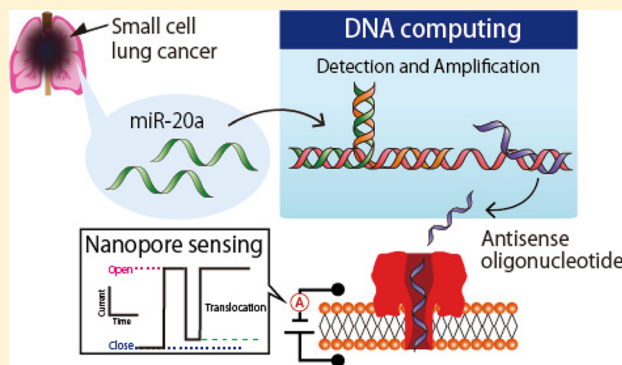 Small cell
lung cancer
miR-20a
DNA computing
Detection and Amplification
Antisense
oligonucleotide
Nanopore sensing
Open
Current
Time
Translocation
Close
A